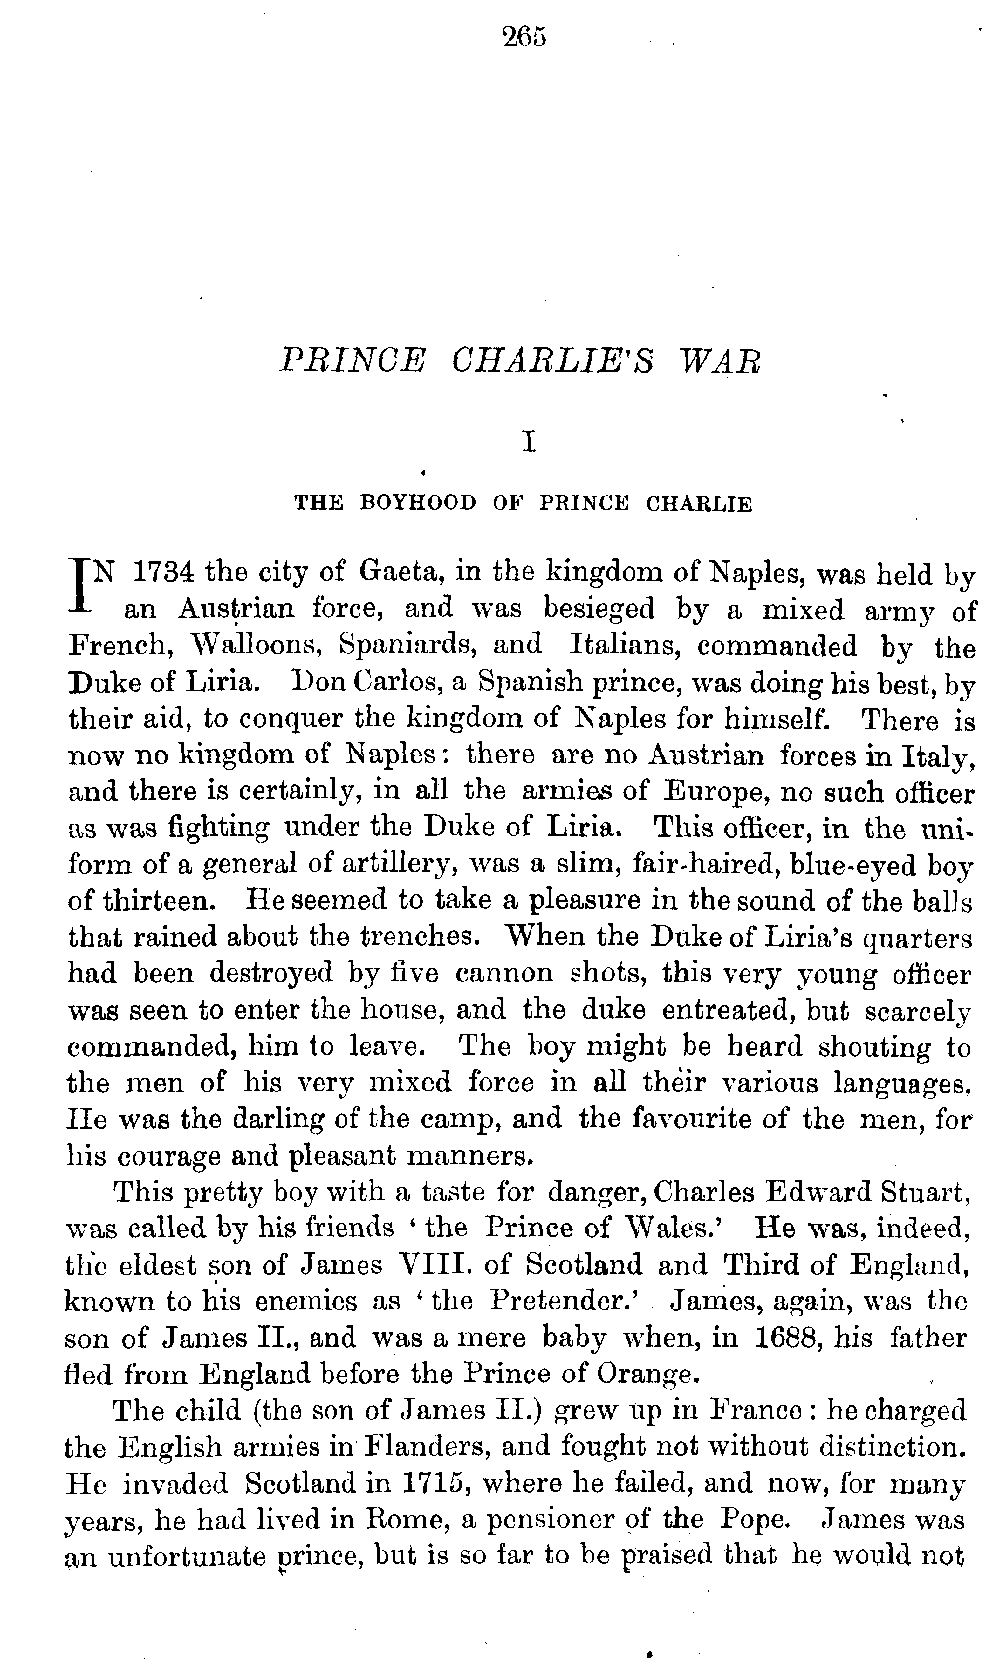 265
PRINCE CHARLIE'S WAR
I
THE BOYHOOD OF PRINCE CHARLIE
IN 1734 the city of Gaeta, in the kingdom of Naples, was held by
an Austrian force, and was besieged by a mixed army of
French, Walloons, Spaniards, and Italians, commanded by the
Duke of Liria. Don Carlos, a Spanish prince, was doing his best, by
their aid, to conquer the kingdom of Naples for himself. There is
now no kingdom of Naples: there are no Austrian forces in Italy,
and there is certainly, in all the armies of Europe, no such officer
as was fighting under the Duke of Liria. This officer, in the uni-
form of a general of artillery, was a slim, fair-haired, blue-eyed boy
of thirteen. He seemed to take a pleasure in the sound of the balls
that rained about the trenches. When the Duke of Liria's quarters
had been destroyed by five cannon shots, this very young officer
was seen to enter the house, and the duke entreated, but scarcely
commanded, him to leave. The boy might be heard shouting to
the men of his very mixed force in all their various languages.
He was the darling of the camp, and the favourite of the men, for
his courage and pleasant manners.
This pretty boy with a taste for danger, Charles Edward Stuart,
was called by his friends 'the Prince of Wales.' He was, indeed,
the eldest son of James VIII. of Scotland and Third of England,
known to his enemies as 'the Pretender.' James, again, was the
son of James II., and was a mere baby when, in 1688, his father
fled from England before the Prince of Orange.
The child (the son of James II.) grew up in France: he charged
the English armies in Flanders, and fought not without distinction.
He invaded Scotland in 1715, where he failed, and now, for many
years, he had lived in Rome, a pensioner of the Pope. James was
an unfortunate prince, but is so far to be praised that he would not